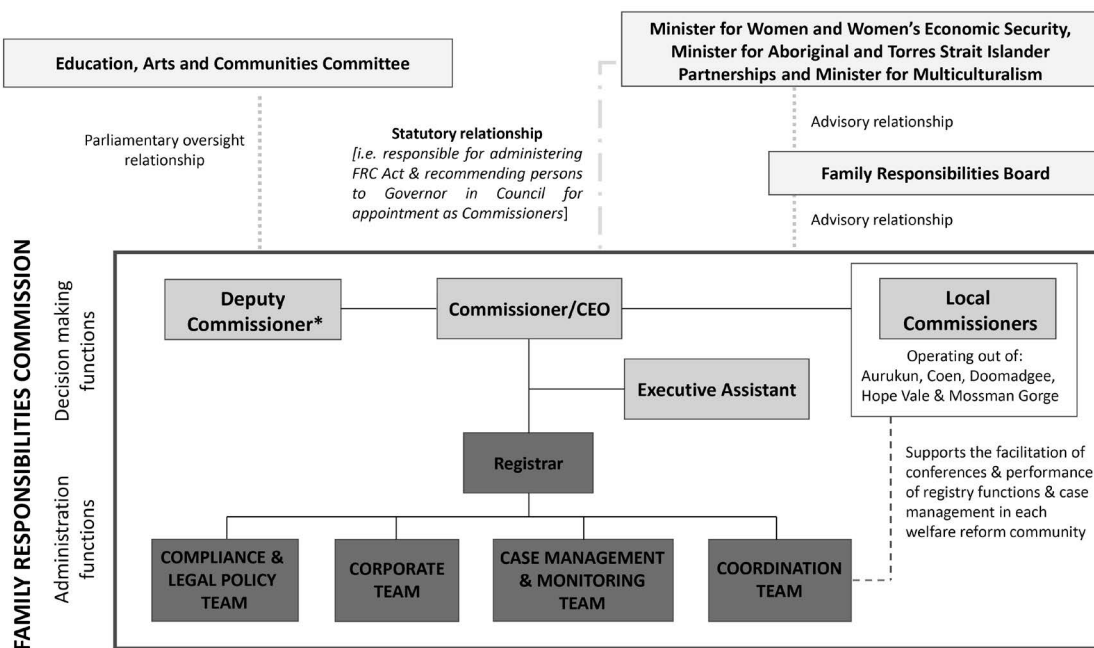 Education, Arts and Communities Committee
Minister for Women and Women's Economic Security,
Minister for Aboriginal and Torres Strait Islander
Partnerships and Minister for Multiculturalism
Parliamentary oversight
relationship
Statutory relationship
[i.e. responsible for administering
FRC Act & recommending persons
to Governor in Council for
appointment as Commissioners]
Advisory relationship
Family Responsibilities Board
Advisory relationship
FAMILY RESPONSIBILITIES COMMISSION
Decision making
functions
Deputy
Commissioner*
Commissioner/CEO
Local
Commissioners
Operating out of:
Aurukun, Coen, Doomadgee,
Hope Vale & Mossman Gorge
Executive Assistant
Administration
functions
Registrar
Supports the facilitation of
conferences & performance
of registry functions & case
management in each
welfare reform community
COMPLIANCE &
LEGAL POLICY
TEAM
CORPORATE
TEAM
CASE MANAGEMENT
& MONITORING
TEAM
COORDINATION
TEAM